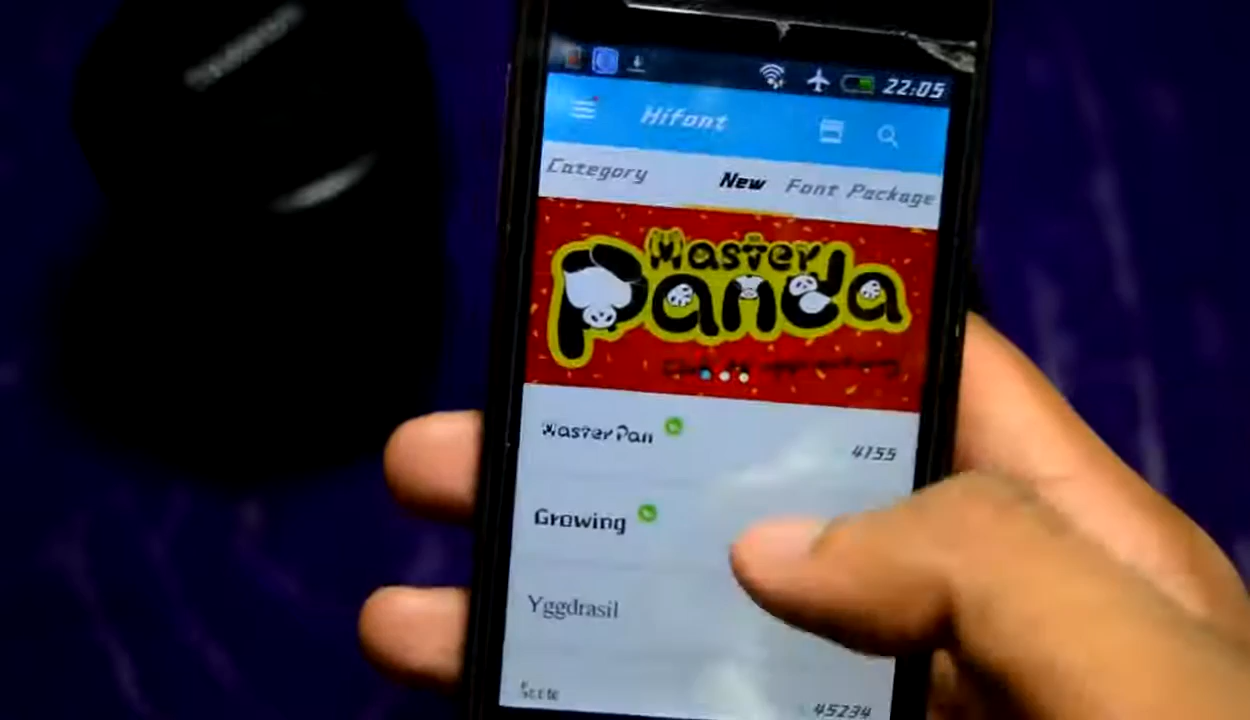 22:05
Hifont
Category New Font Package
Master
Panda
MasterPan
4155
Growing
Yggdrasil
45234